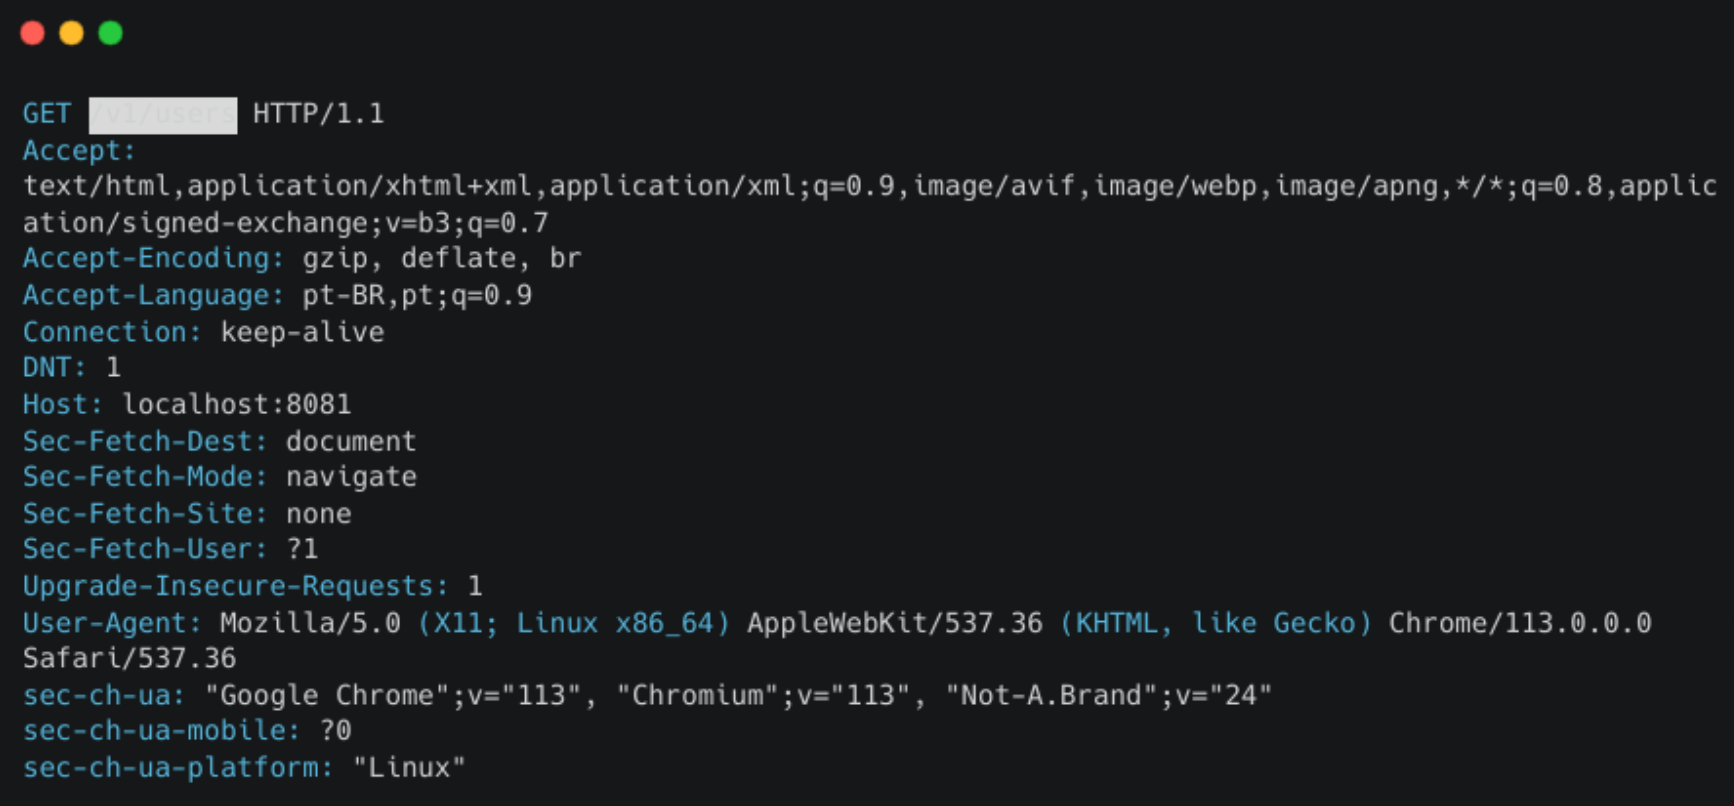 GET /v1/users HTTP/1.1
Accept:
text/html,application/xhtml+xml,application/xml;q=0.9,image/avif,image/webp,image/apng,*/*;q=0.8,applic
ation/signed-exchange;v=b3;q=0.7
Accept-Encoding: gzip, deflate, br
Accept-Language: pt-BR,pt;q=0.9
Connection: keep-alive
DNT: 1
Host: localhost:8081
Sec-Fetch-Dest: document
Sec-Fetch-Mode: navigate
Sec-Fetch-Site: none
Sec-Fetch-User: ?1
Upgrade-Insecure-Requests: 1
User-Agent: Mozilla/5.0 (X11; Linux x86_64) AppleWebKit/537.36 (KHTML, like Gecko) Chrome/113.0.0.0
Safari/537.36
sec-ch-ua: "Google Chrome";v="113", "Chromium";v="113", "Not-A.Brand";v="24"
sec-ch-ua-mobile: ?0
sec-ch-ua-platform: "Linux"